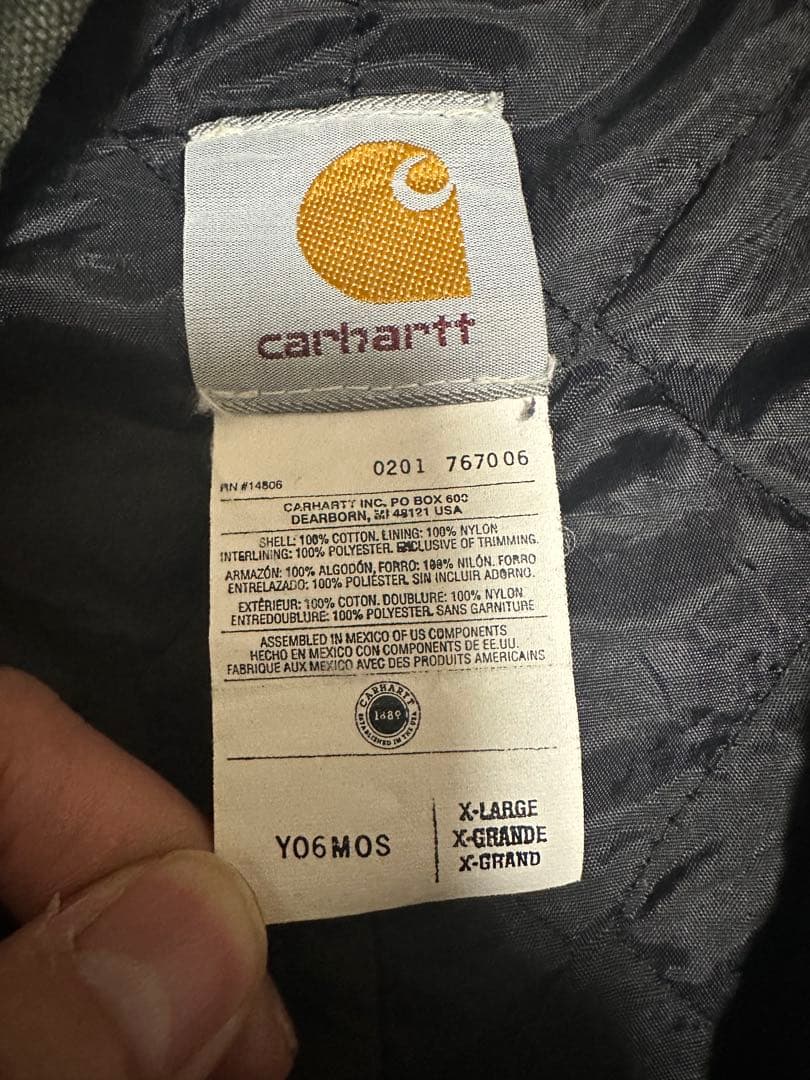 carhartt
0201 767006
RN #14806
CARHARTT INC. PO BOX 600
DEARBORN, MI 48121 USA
SHELL: 100% COTTON. LINING: 100% NYLON
INTERLINING: 100% POLYESTER. EXCLUSIVE OF TRIMMING.
ARMAZÓN: 100% ALGODÓN, FORRO: 100% NILÓN. FORRO
ENTRELAZADO: 100% POLIÉSTER. SIN INCLUIR ADORNO.
EXTÉRIEUR: 100% COTON. DOUBLURE: 100% NYLON
ENTREDOUBLURE: 100% POLYESTER. SANS GARNITURE
ASSEMBLED IN MEXICO OF US COMPONENTS
HECHO EN MEXICO CON COMPONENTS DE EE.UU.
FABRIQUE AUX MEXICO AVEC DES PRODUITS AMERICAINS
CARHARTT
1889
ESTABLISHED IN THE USA
Y06MOS
X-LARGE
X-GRANDE
X-GRAND